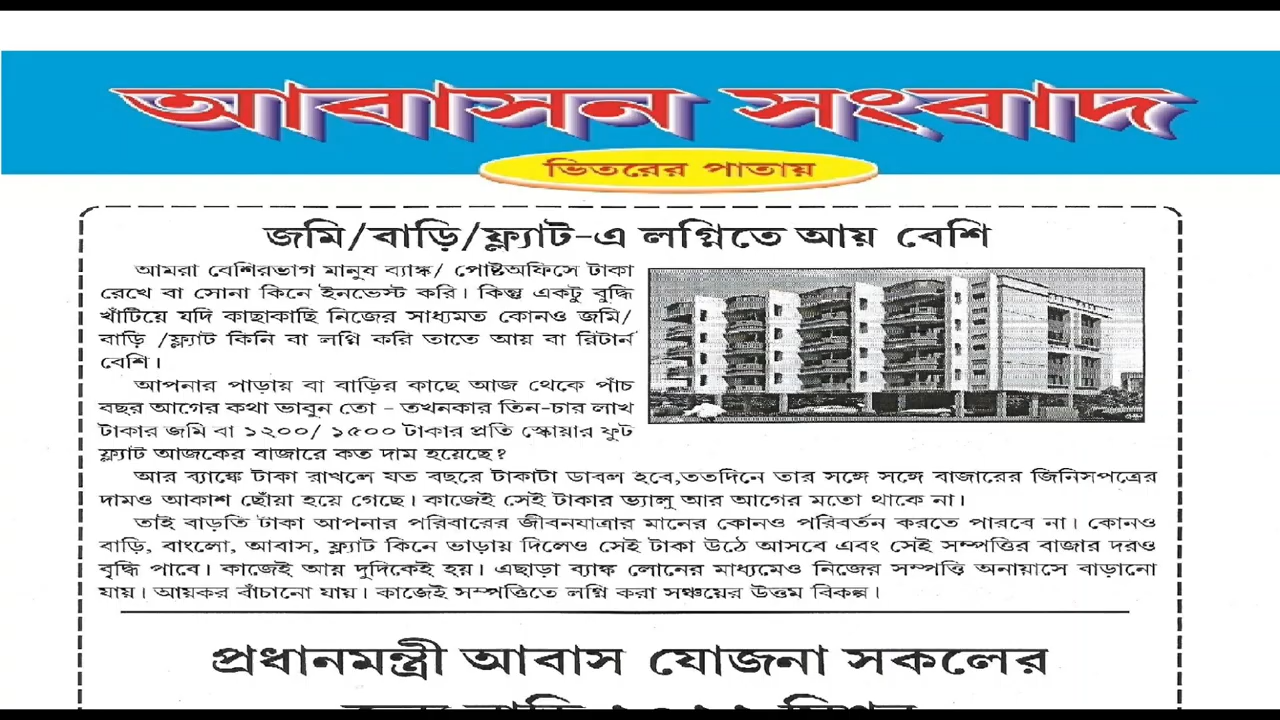 আবাসন সংবাদ
ভিতরের পাতায়
জমি/বাড়ি/ফ্ল্যাট-এ লগ্নিতে আয় বেশি
আমরা বেশিরভাগ মানুষ ব্যাঙ্ক/ পোষ্টঅফিসে টাকা
রেখে বা সোনা কিনে ইনভেস্ট করি। কিন্তু একটু বুদ্ধি
খাঁটিয়ে যদি কাছাকাছি নিজের সাধ্যমত কোনও জমি/
বাড়ি /ফ্ল্যাট কিনি বা লগ্নি করি তাতে আয় বা রিটার্ন
বেশি।
আপনার পাড়ায় বা বাড়ির কাছে আজ থেকে পাঁচ
বছর আগের কথা ভাবুন তো - তখনকার তিন-চার লাখ
টাকার জমি বা ১২০০/ ১৫০০ টাকার প্রতি স্কোয়ার ফুট
ফ্ল্যাট আজকের বাজারে কত দাম হয়েছে?
আর ব্যাঙ্কে টাকা রাখলে যত বছরে টাকাটা ডাবল হবে,ততদিনে তার সঙ্গে সঙ্গে বাজারের জিনিসপত্রের
দামও আকাশ ছোঁয়া হয়ে গেছে। কাজেই সেই টাকার ভ্যালু আর আগের মতো থাকে না।
তাই বাড়তি টাকা আপনার পরিবারের জীবনযাত্রার মানের কোনও পরিবর্তন করতে পারবে না। কোনও
বাড়ি, বাংলো, আবাস, ফ্ল্যাট কিনে ভাড়ায় দিলেও সেই টাকা উঠে আসবে এবং সেই সম্পত্তির বাজার দরও
বৃদ্ধি পাবে। কাজেই আয় দুদিকেই হয়। এছাড়া ব্যাঙ্ক লোনের মাধ্যমেও নিজের সম্পত্তি অনায়াসে বাড়ানো
যায়। আয়কর বাঁচানো যায়। কাজেই সম্পত্তিতে লগ্নি করা সঞ্চয়ের উত্তম বিকল্প।
প্রধানমন্ত্রী আবাস যোজনা সকলের